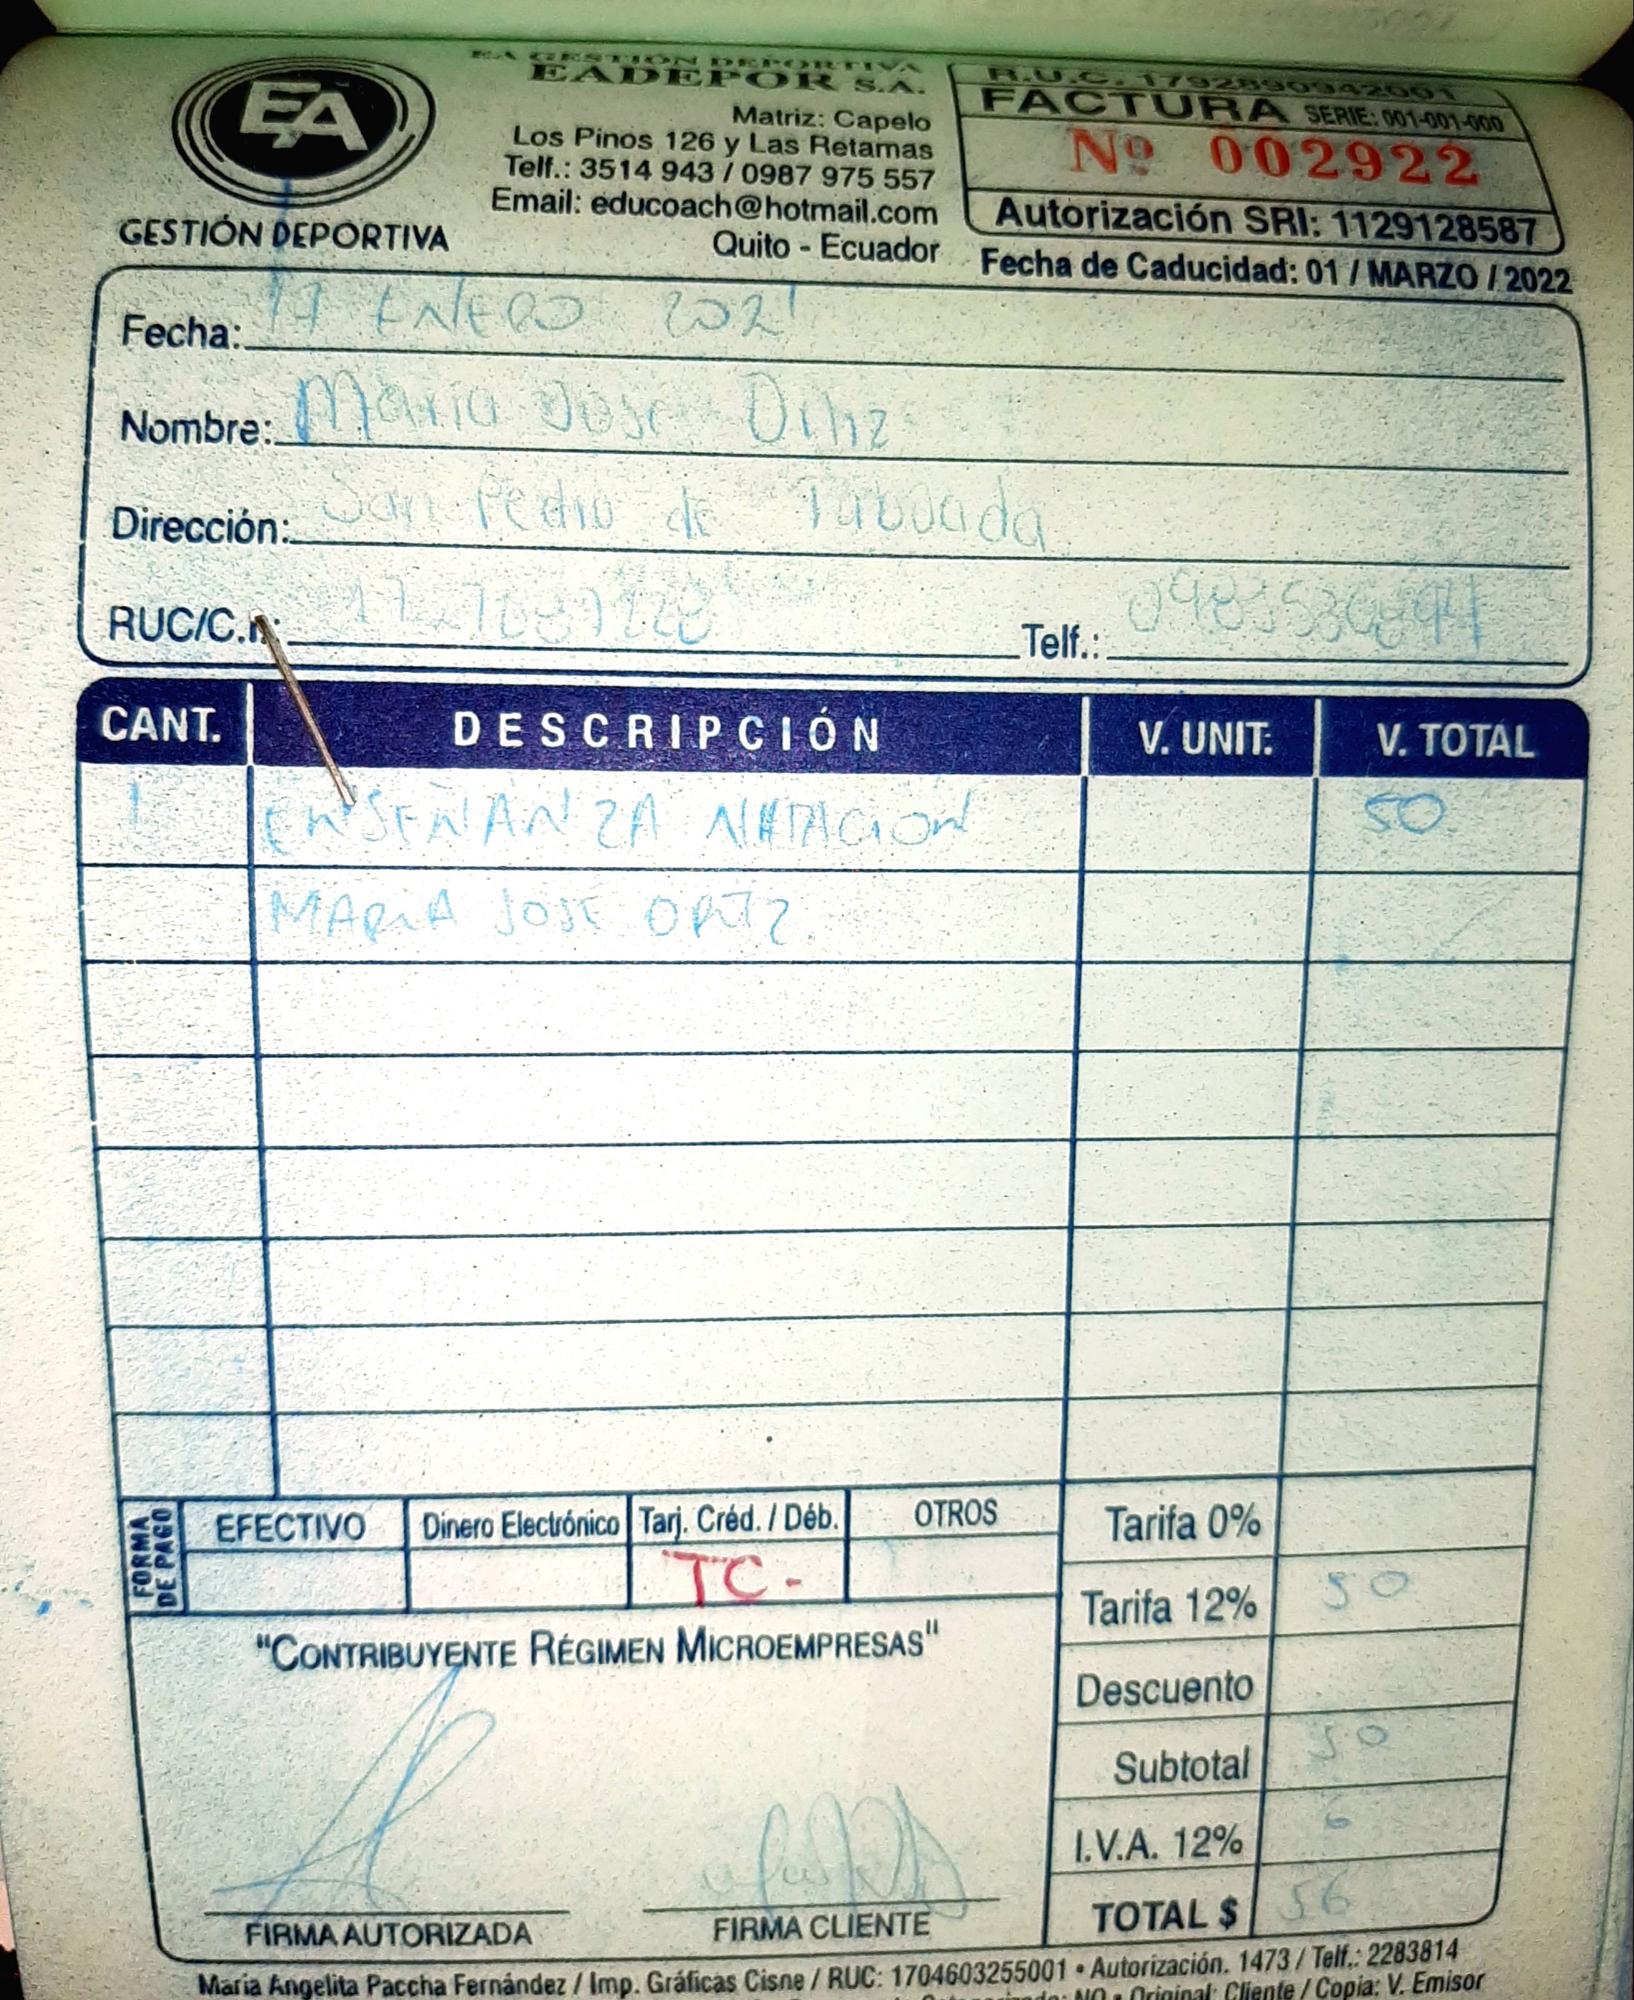 EA
GESTIÓN DEPORTIVA
EA GESTIÓN DEPORTIVA
EADEPOR S.A.
Matriz: Capelo
Los Pinos 126 y Las Retamas
Telf.: 3514 943 / 0987 975 557
Email: educoach@hotmail.com
Quito - Ecuador
R.U.C. 1792890942001
FACTURA SERIE: 001-001-000
Nº 002922
Autorización SRI: 1129128587
Fecha de Caducidad: 01 / MARZO / 2022
Fecha: 17 ENERO 2021
Nombre: Maria Jose Ortiz
Dirección: San Pedro de Taboada
RUC/C.I: Telf.:
CANT. DESCRIPCIÓN V. UNIT. V. TOTAL
1 ENSEÑANZA NATACION 50
MARIA JOSE ORTIZ
FORMA DE PAGO
EFECTIVO Dinero Electrónico Tarj. Créd. / Déb. OTROS
TC -
Tarifa 0%
Tarifa 12% 50
Descuento
Subtotal 50
I.V.A. 12% 6
TOTAL $ 56
"CONTRIBUYENTE RÉGIMEN MICROEMPRESAS"
FIRMA AUTORIZADA FIRMA CLIENTE
María Angelita Paccha Fernández / Imp. Gráficas Cisne / RUC: 1704603255001 • Autorización. 1473 / Telf.: 2283814
NO • Original: Cliente / Copia: V. Emisor